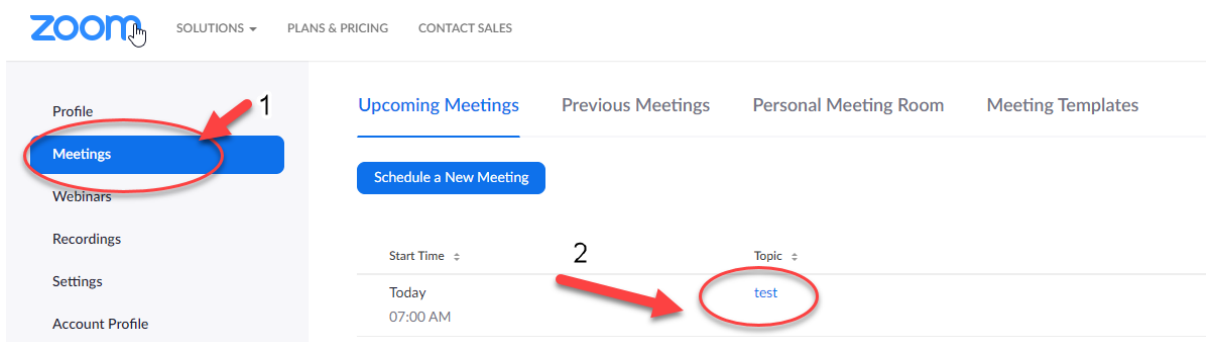 zoom SOLUTIONS PLANS & PRICING CONTACT SALES
Profile
1
Meetings
Webinars
Recordings
Settings
Account Profile
Upcoming Meetings Previous Meetings Personal Meeting Room Meeting Templates
Schedule a New Meeting
Start Time 2 Topic
Today test
07:00 AM